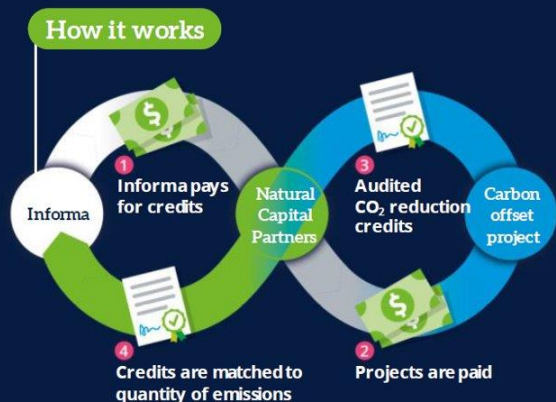 How it works
1
Informa pays
for credits
3
Audited
CO₂ reduction
credits
Informa
Natural
Capital
Partners
Carbon
offset
project
4
Credits are matched to
quantity of emissions
2
Projects are paid